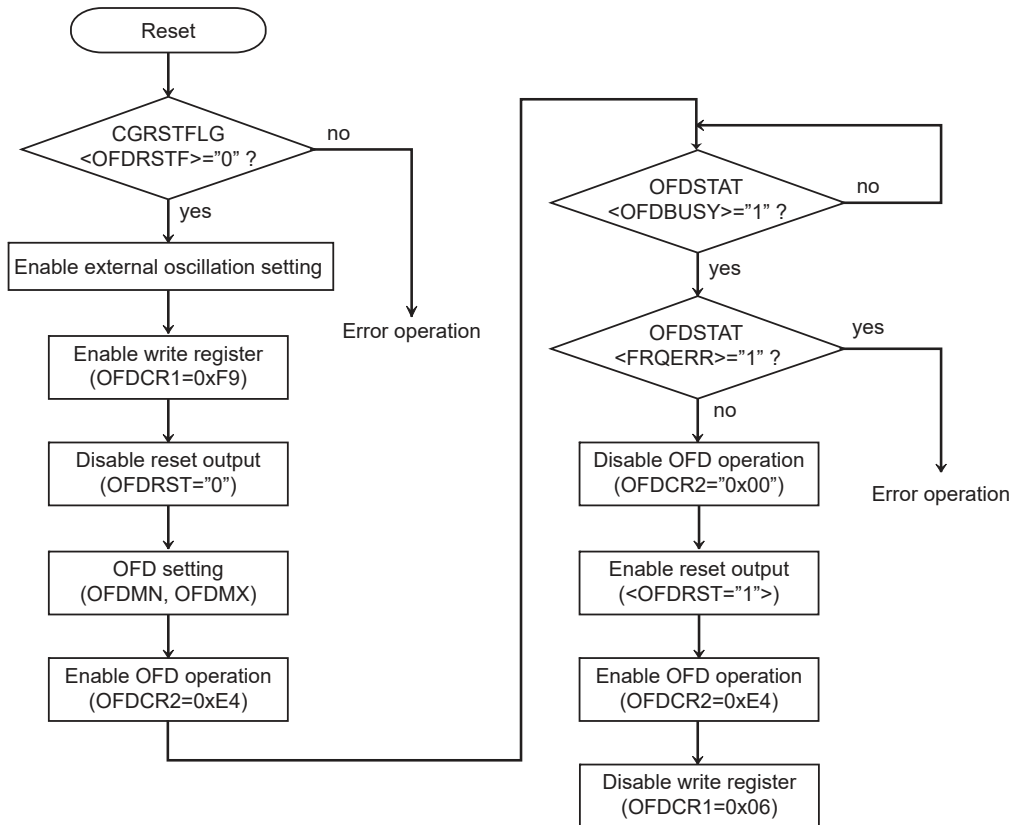 Reset
CGRSTFLG
<OFDRSTF>=”0” ?
no
yes
Enable external oscillation setting
Error operation
Enable write register
(OFDCR1=0xF9)
Disable reset output
(OFDRST=”0”)
OFD setting
(OFDMN, OFDMX)
Enable OFD operation
(OFDCR2=0xE4)
OFDSTAT
<OFDBUSY>=”1” ?
no
yes
OFDSTAT
<FRQERR>=”1” ?
yes
no
Error operation
Disable OFD operation
(OFDCR2=”0x00”)
Enable reset output
(<OFDRST=”1”>)
Enable OFD operation
(OFDCR2=0xE4)
Disable write register
(OFDCR1=0x06)